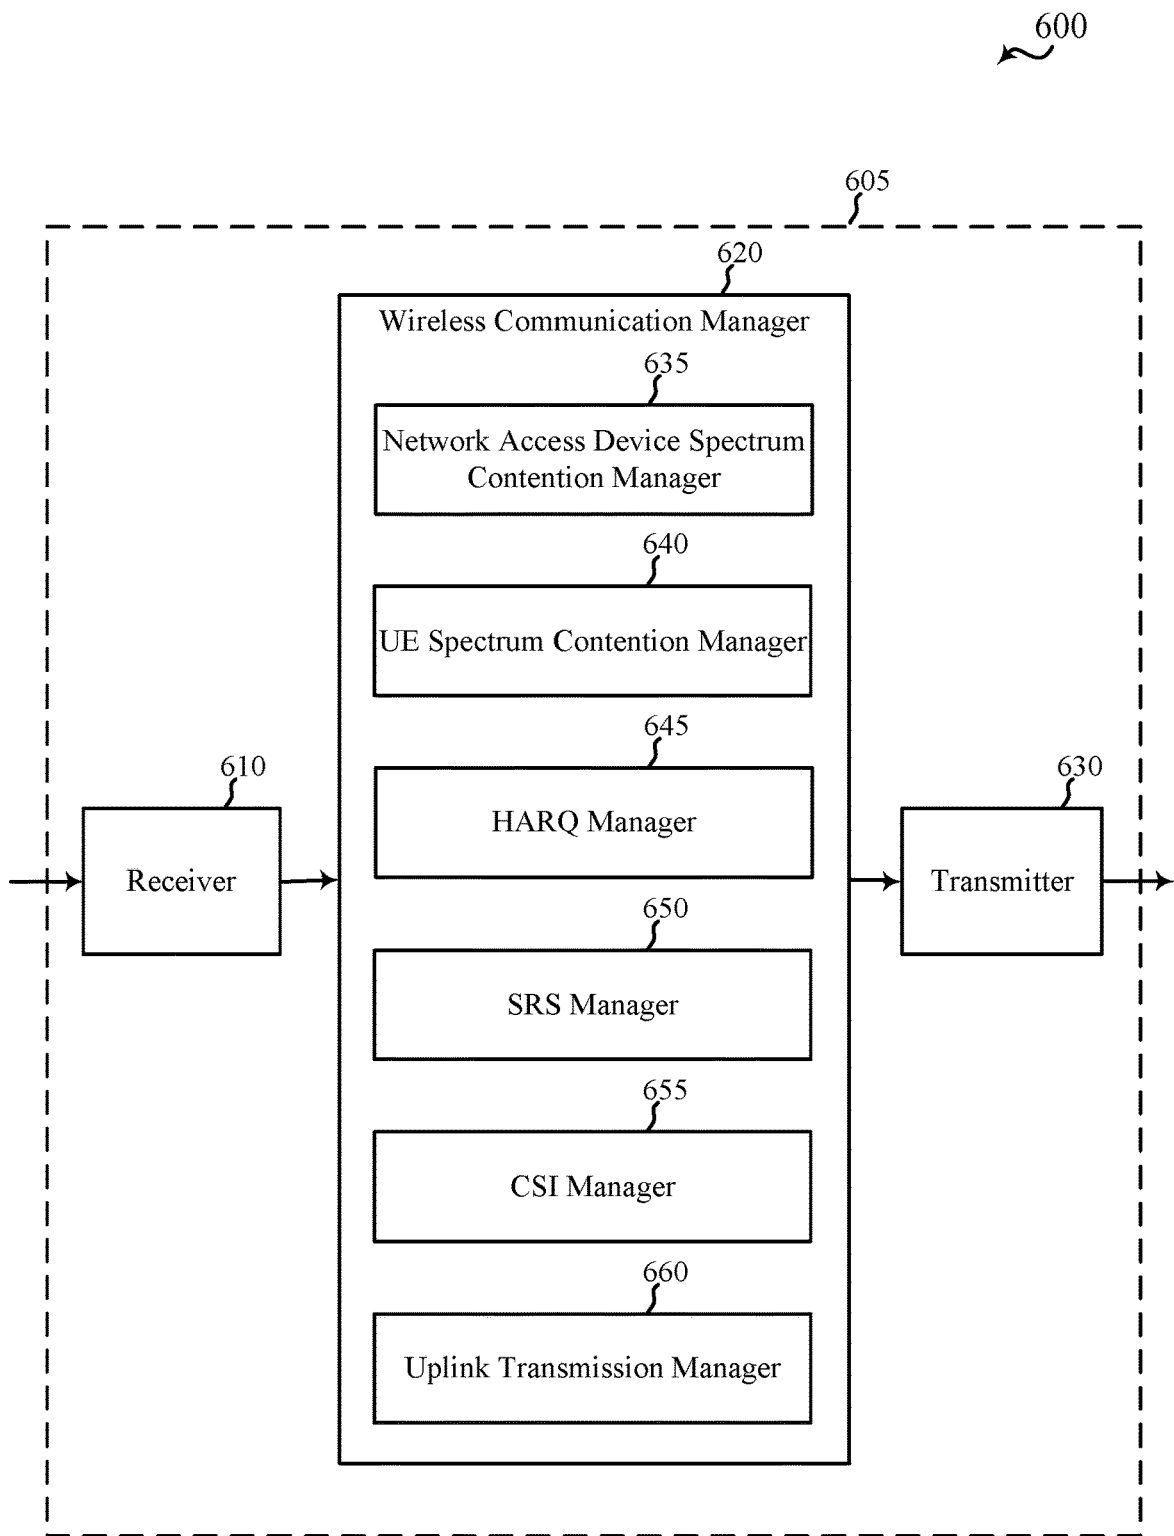 600
605
620
Wireless Communication Manager
635
Network Access Device Spectrum
Contention Manager
640
UE Spectrum Contention Manager
645
HARQ Manager
610
Receiver
630
Transmitter
650
SRS Manager
655
CSI Manager
660
Uplink Transmission Manager